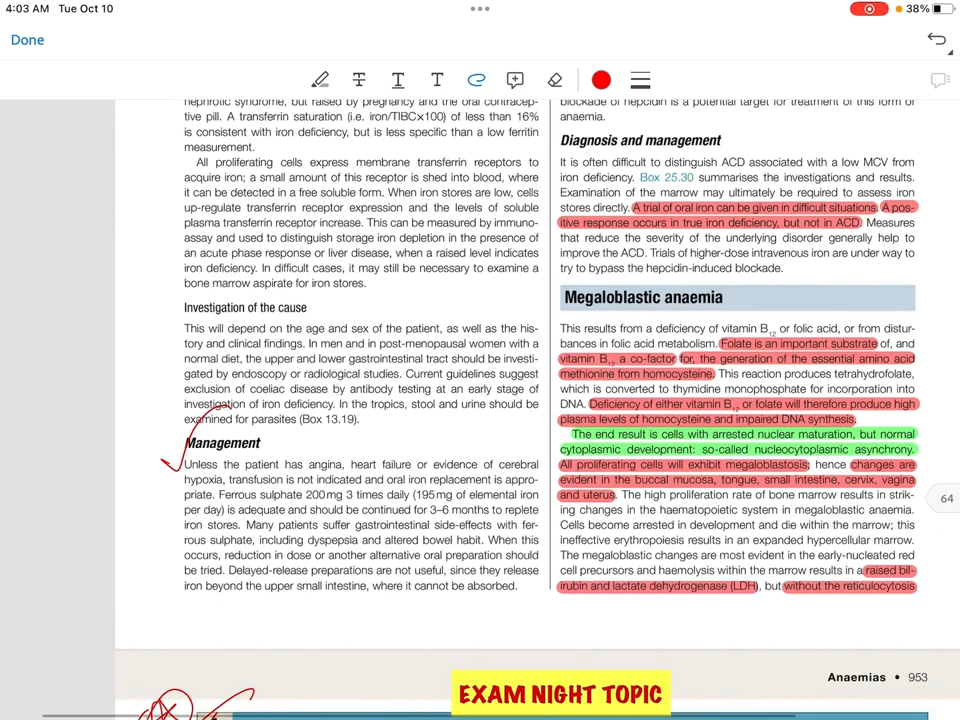 4:03 AM Tue Oct 10
38%
Done
nephrotic syndrome, but raised by pregnancy and the oral contracep-
tive pill. A transferrin saturation (i.e. iron/TIBC×100) of less than 16%
is consistent with iron deficiency, but is less specific than a low ferritin
measurement.
All proliferating cells express membrane transferrin receptors to
acquire iron; a small amount of this receptor is shed into blood, where
it can be detected in a free soluble form. When iron stores are low, cells
up-regulate transferrin receptor expression and the levels of soluble
plasma transferrin receptor increase. This can be measured by immuno-
assay and used to distinguish storage iron depletion in the presence of
an acute phase response or liver disease, when a raised level indicates
iron deficiency. In difficult cases, it may still be necessary to examine a
bone marrow aspirate for iron stores.
Investigation of the cause
This will depend on the age and sex of the patient, as well as the his-
tory and clinical findings. In men and in post-menopausal women with a
normal diet, the upper and lower gastrointestinal tract should be investi-
gated by endoscopy or radiological studies. Current guidelines suggest
exclusion of coeliac disease by antibody testing at an early stage of
investigation of iron deficiency. In the tropics, stool and urine should be
examined for parasites (Box 13.19).
Management
Unless the patient has angina, heart failure or evidence of cerebral
hypoxia, transfusion is not indicated and oral iron replacement is appro-
priate. Ferrous sulphate 200 mg 3 times daily (195 mg of elemental iron
per day) is adequate and should be continued for 3–6 months to replete
iron stores. Many patients suffer gastrointestinal side-effects with fer-
rous sulphate, including dyspepsia and altered bowel habit. When this
occurs, reduction in dose or another alternative oral preparation should
be tried. Delayed-release preparations are not useful, since they release
iron beyond the upper small intestine, where it cannot be absorbed.
blockade of hepcidin is a potential target for treatment of this form of
anaemia.
Diagnosis and management
It is often difficult to distinguish ACD associated with a low MCV from
iron deficiency. Box 25.30 summarises the investigations and results.
Examination of the marrow may ultimately be required to assess iron
stores directly. A trial of oral iron can be given in difficult situations. A pos-
itive response occurs in true iron deficiency, but not in ACD. Measures
that reduce the severity of the underlying disorder generally help to
improve the ACD. Trials of higher-dose intravenous iron are under way to
try to bypass the hepcidin-induced blockade.
Megaloblastic anaemia
This results from a deficiency of vitamin B12 or folic acid, or from distur-
bances in folic acid metabolism. Folate is an important substrate of, and
vitamin B12 a co-factor for, the generation of the essential amino acid
methionine from homocysteine. This reaction produces tetrahydrofolate,
which is converted to thymidine monophosphate for incorporation into
DNA. Deficiency of either vitamin B12 or folate will therefore produce high
plasma levels of homocysteine and impaired DNA synthesis.
The end result is cells with arrested nuclear maturation, but normal
cytoplasmic development: so-called nucleocytoplasmic asynchrony.
All proliferating cells will exhibit megaloblastosis; hence changes are
evident in the buccal mucosa, tongue, small intestine, cervix, vagina
and uterus. The high proliferation rate of bone marrow results in strik-
ing changes in the haematopoietic system in megaloblastic anaemia.
Cells become arrested in development and die within the marrow; this
ineffective erythropoiesis results in an expanded hypercellular marrow.
The megaloblastic changes are most evident in the early-nucleated red
cell precursors and haemolysis within the marrow results in a raised bil-
irubin and lactate dehydrogenase (LDH), but without the reticulocytosis
64
Anaemias • 953
EXAM NIGHT TOPIC